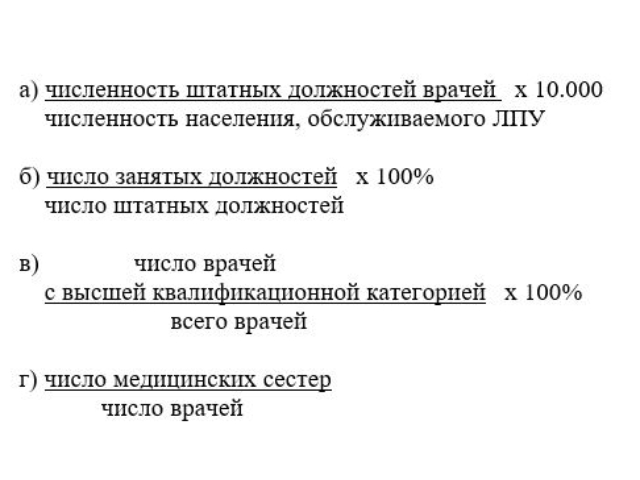 а) численность штатных должностей врачей х 10.000
численность населения, обслуживаемого ЛПУ
б) число занятых должностей х 100%
число штатных должностей
в) число врачей
с высшей квалификационной категорией х 100%
всего врачей
г) число медицинских сестер
число врачей